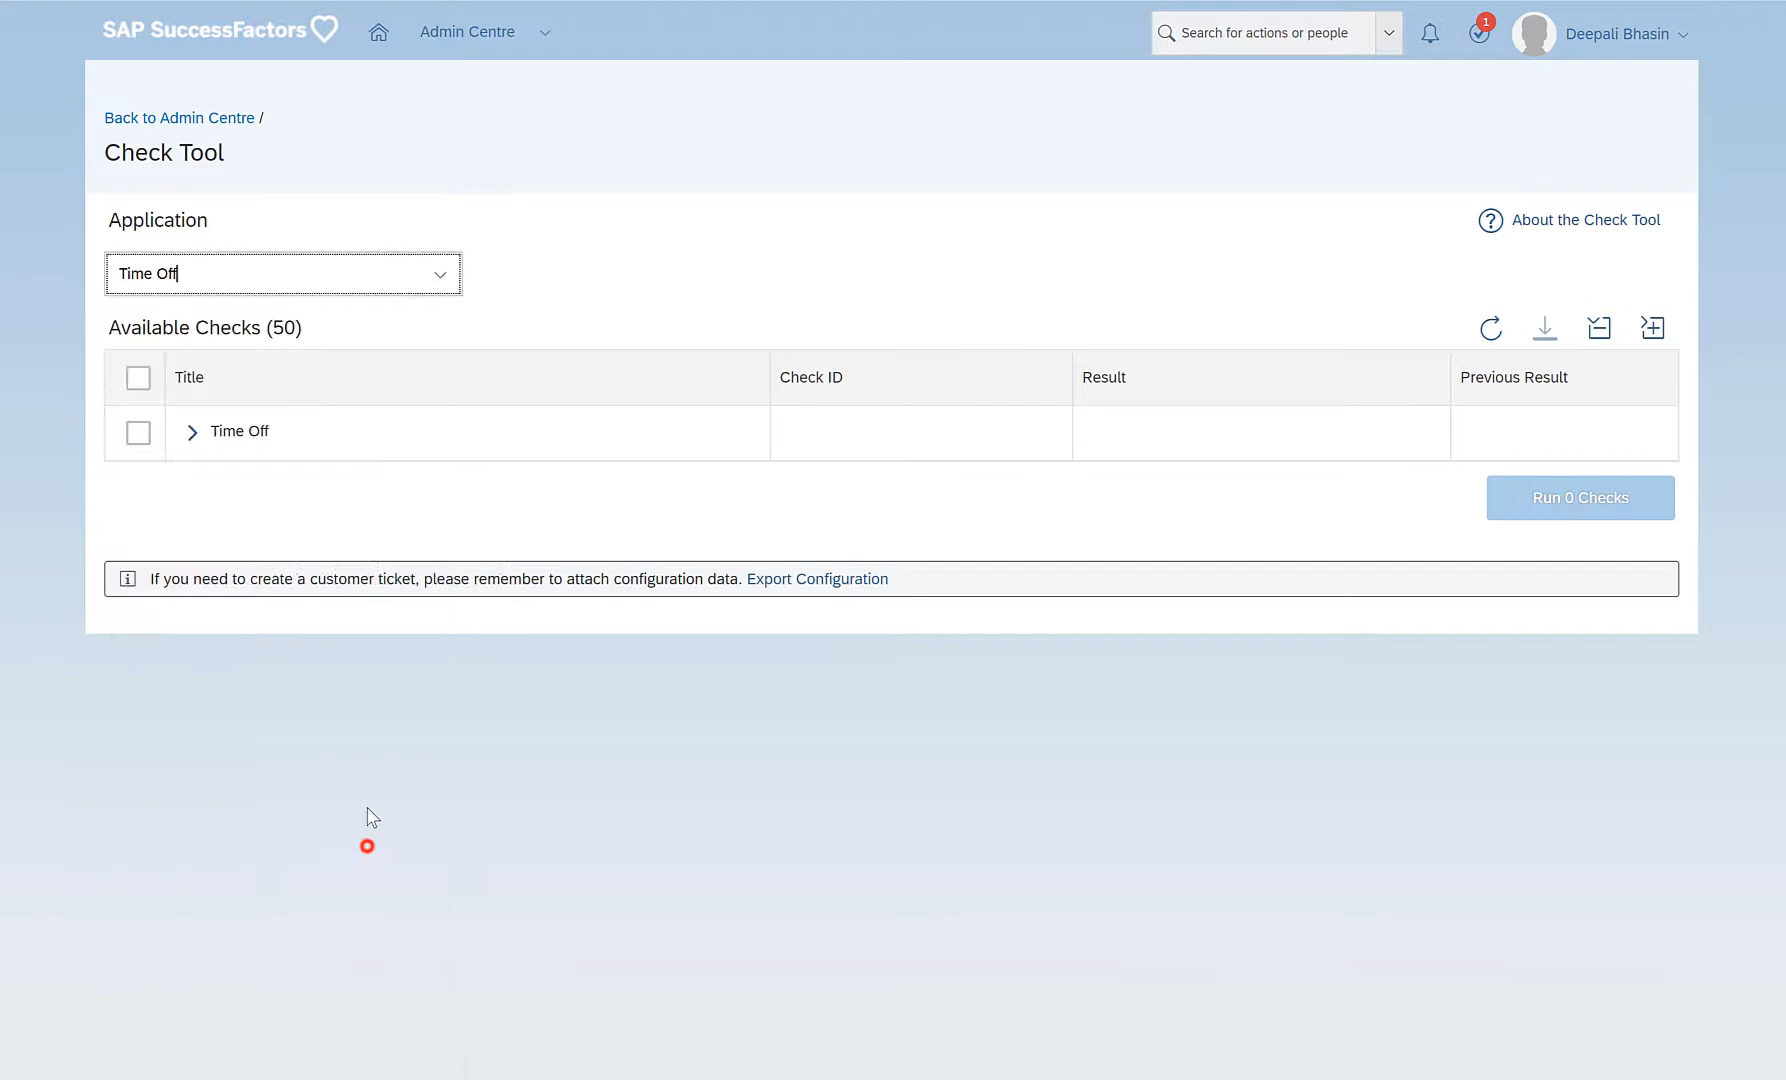 SAP SuccessFactors
Admin Centre
Search for actions or people
1
Deepali Bhasin
Back to Admin Centre /
Check Tool
Application
About the Check Tool
Time Off
Available Checks (50)
Title
Check ID
Result
Previous Result
Time Off
Run 0 Checks
If you need to create a customer ticket, please remember to attach configuration data. Export Configuration